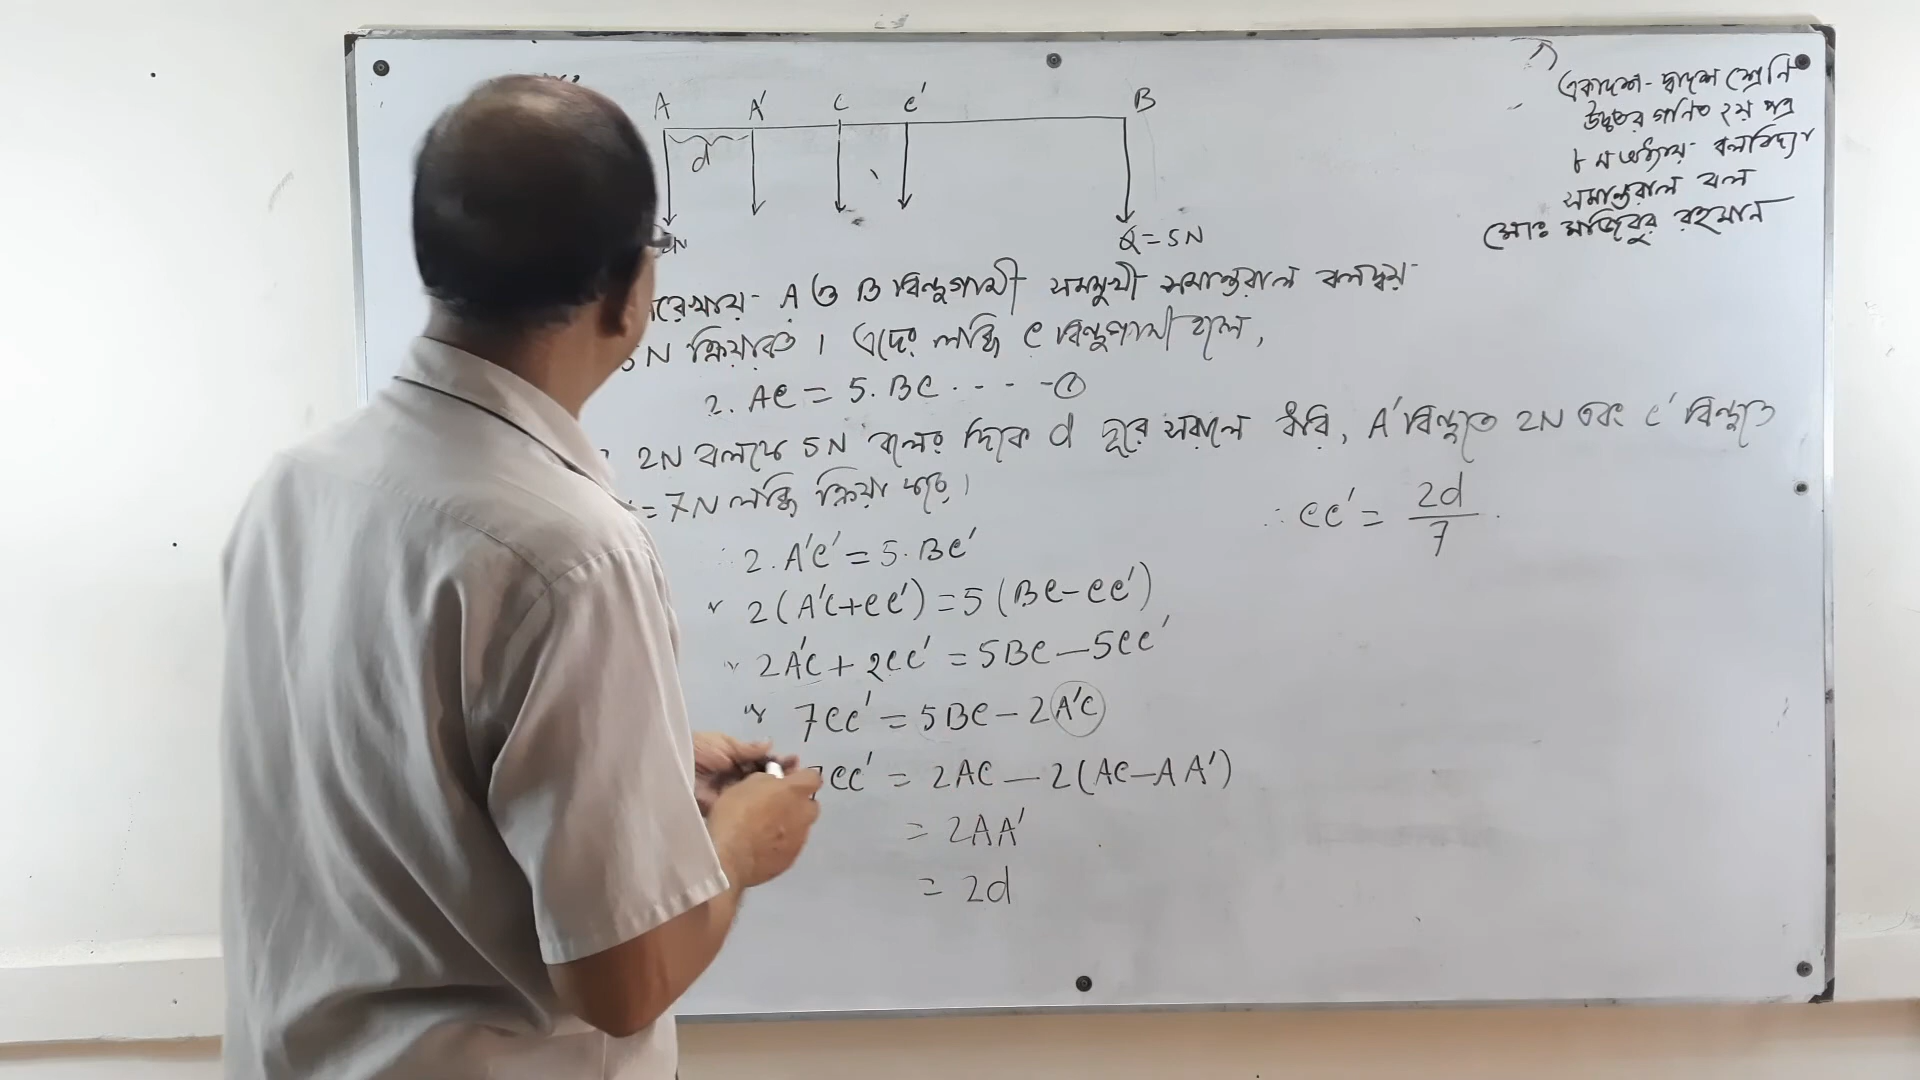 একাদশ-দ্বাদশ শ্রেণি
উচ্চতর গণিত ২য় পত্র
৮ম অধ্যায়- বলবিদ্যা
সমান্তরাল বল
মোঃ মজিবুর রহমান
A A' C C' B
d
2N Q = 5N
রেখায়- A ও B বিন্দুগামী সমমুখী সমান্তরাল বলদ্বয়
5N ক্রিয়ারত। এদের লব্ধি C বিন্দুগামী হলে,
2. AC = 5. BC . - - - ①
2N বলকে 5N বলের দিকে d দূরে সরালে ধরি, A' বিন্দুতে 2N এবং C' বিন্দুতে
= 7N লব্ধি ক্রিয়া করে।
2. A'C' = 5. BC'
2(A'C+CC') = 5(BC-CC')
2A'C + 2CC' = 5BC - 5CC'
7CC' = 5BC - 2A'C
7CC' = 2AC - 2(AC-AA')
= 2AA'
= 2d
∴ CC' = 2d/7